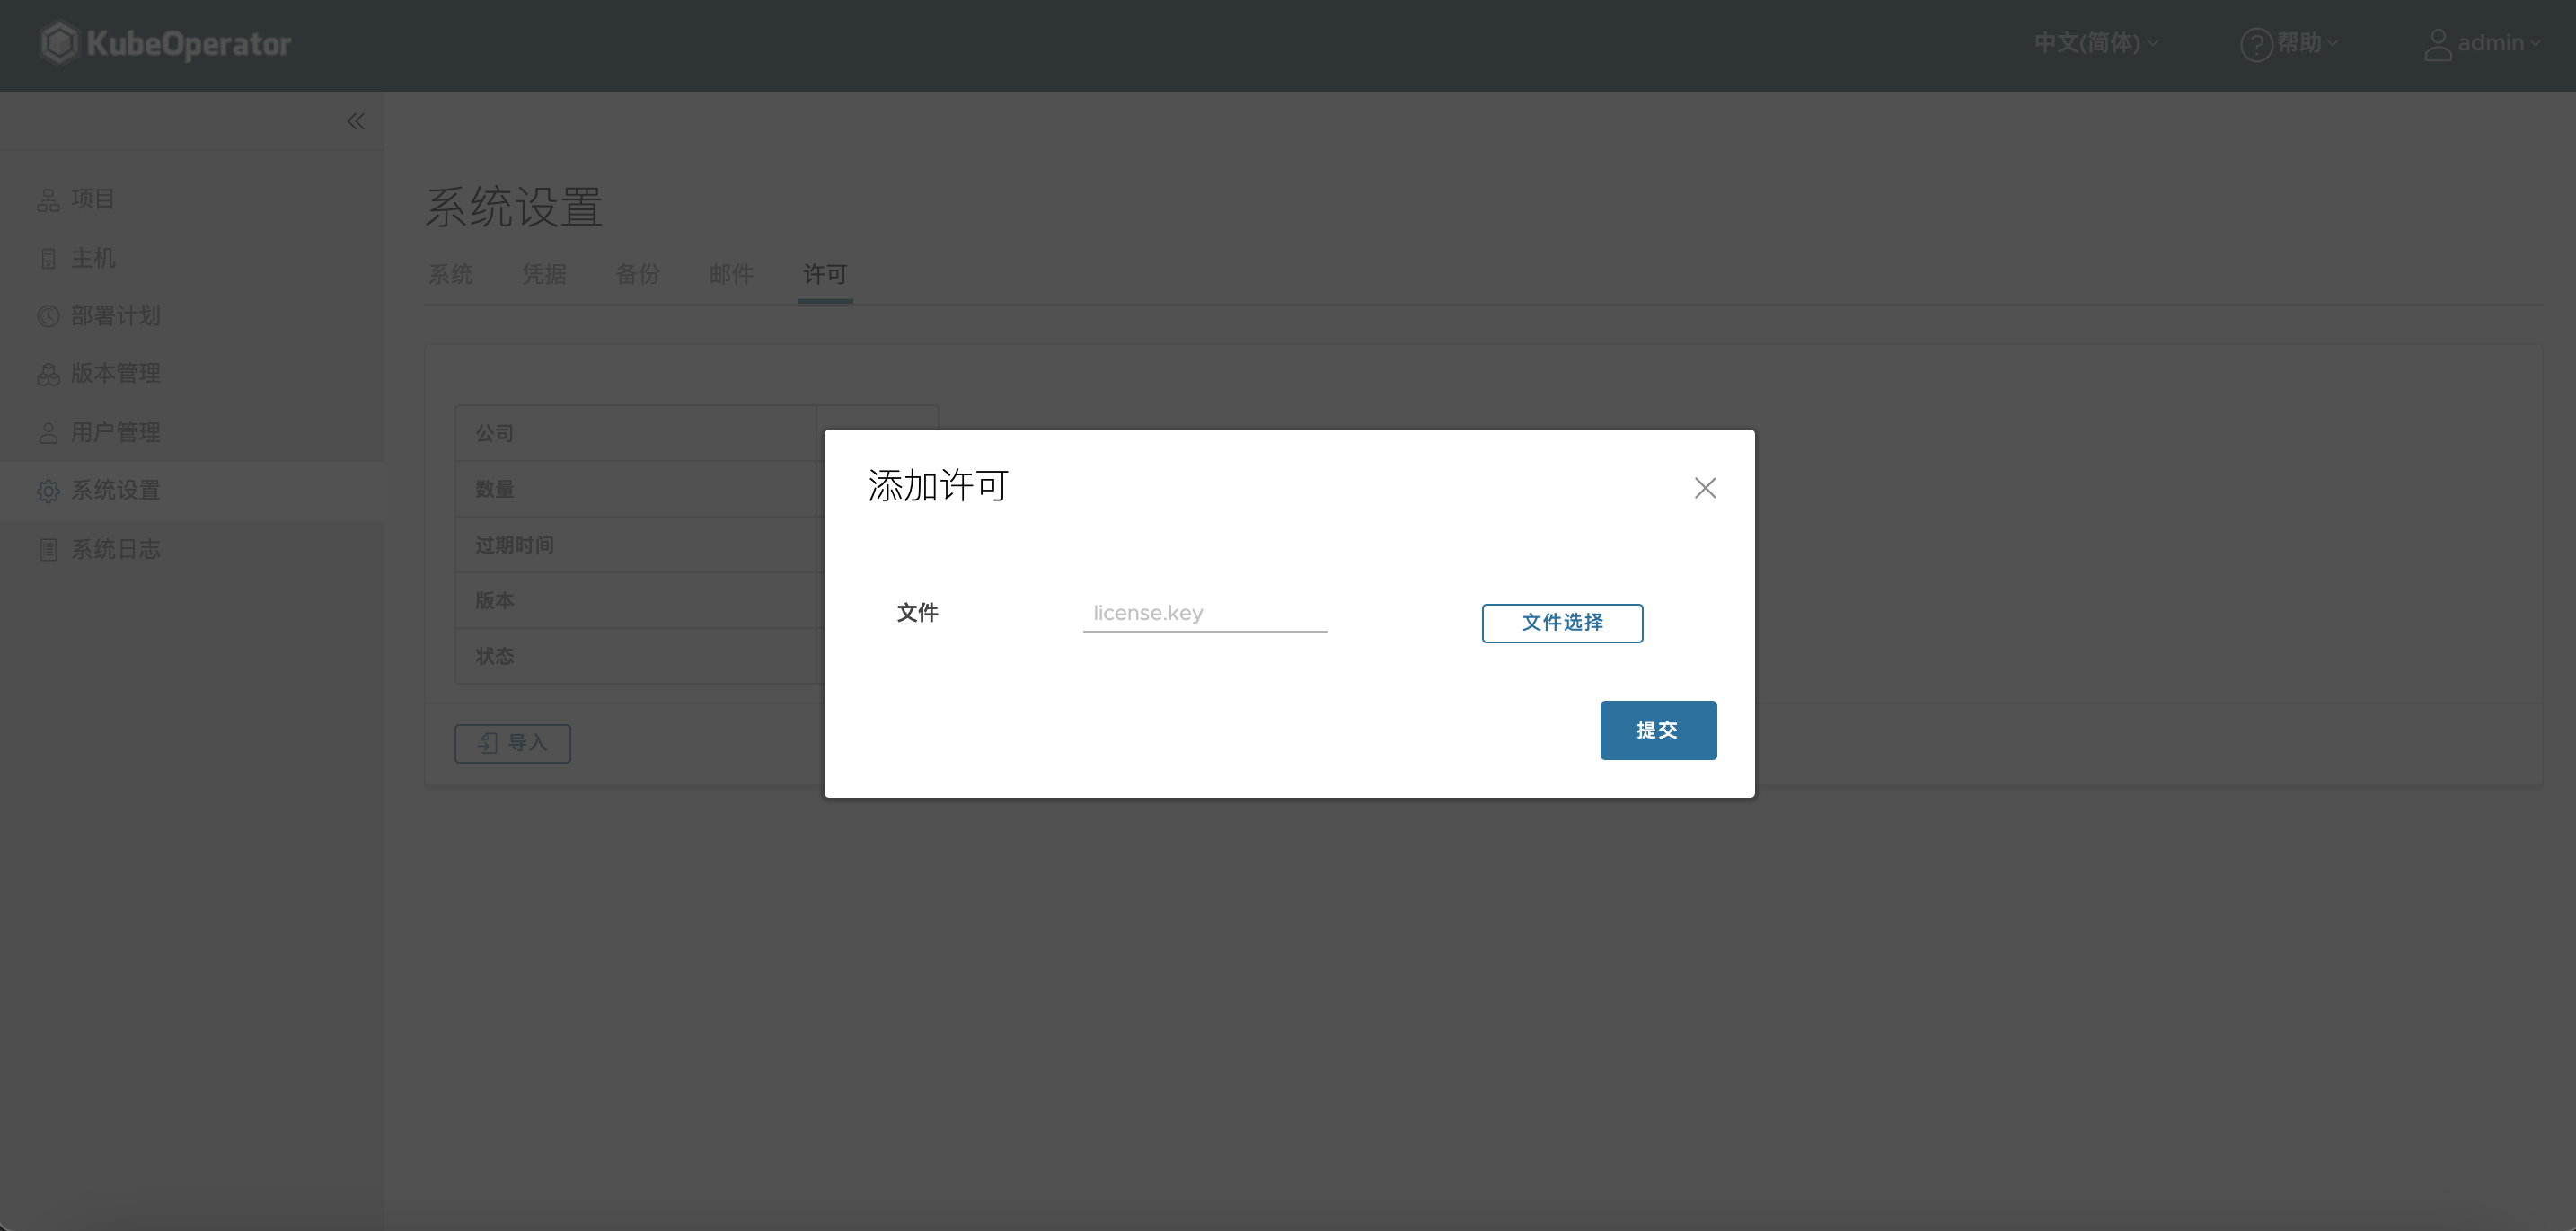 KubeOperator
中文(简体)
帮助
admin
项目
主机
部署计划
版本管理
用户管理
系统设置
系统日志
系统设置
系统 凭据 备份 邮件 许可
公司
数量
过期时间
版本
状态
导入
添加许可
文件 license.key 文件选择
提交